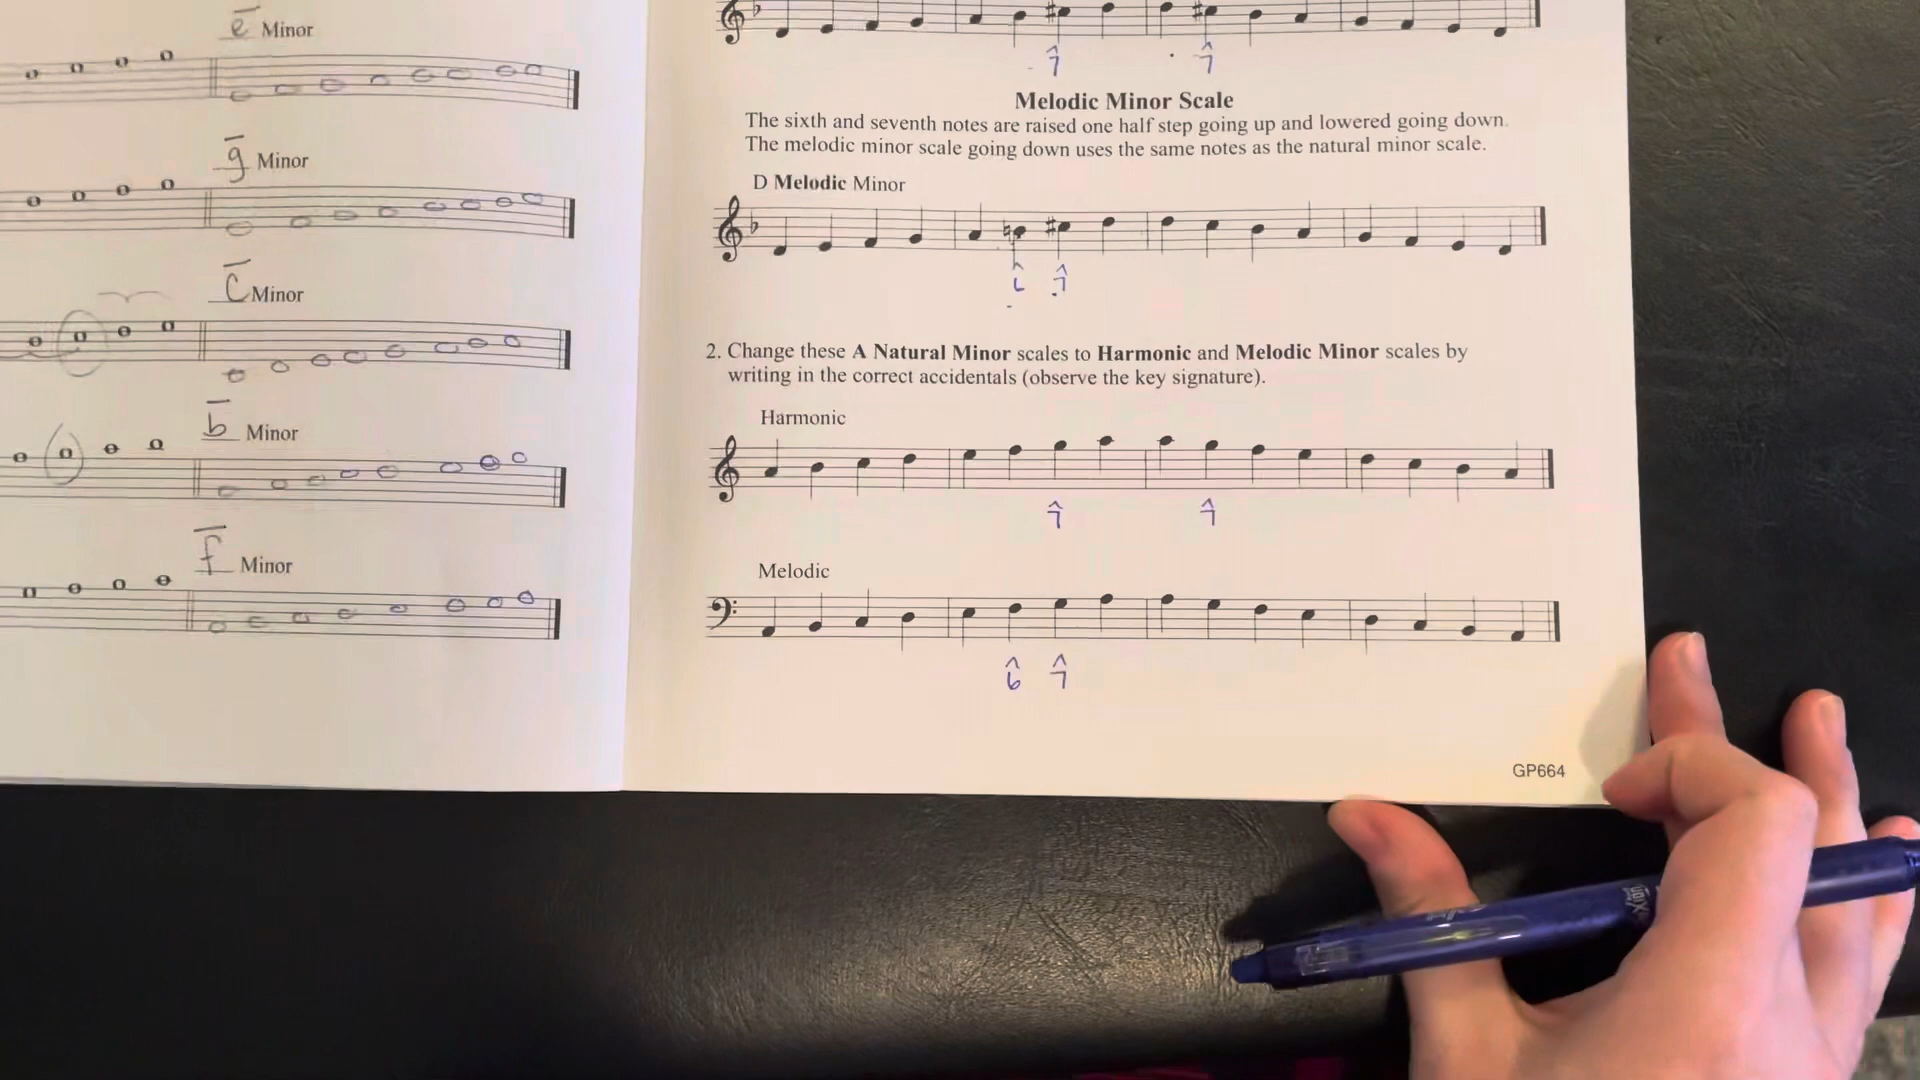 e Minor
g Minor
C Minor
b Minor
f Minor
7 7
Melodic Minor Scale
The sixth and seventh notes are raised one half step going up and lowered going down.
The melodic minor scale going down uses the same notes as the natural minor scale.
D Melodic Minor
6 7
2. Change these A Natural Minor scales to Harmonic and Melodic Minor scales by
writing in the correct accidentals (observe the key signature).
Harmonic
7 7
Melodic
6 7
GP664